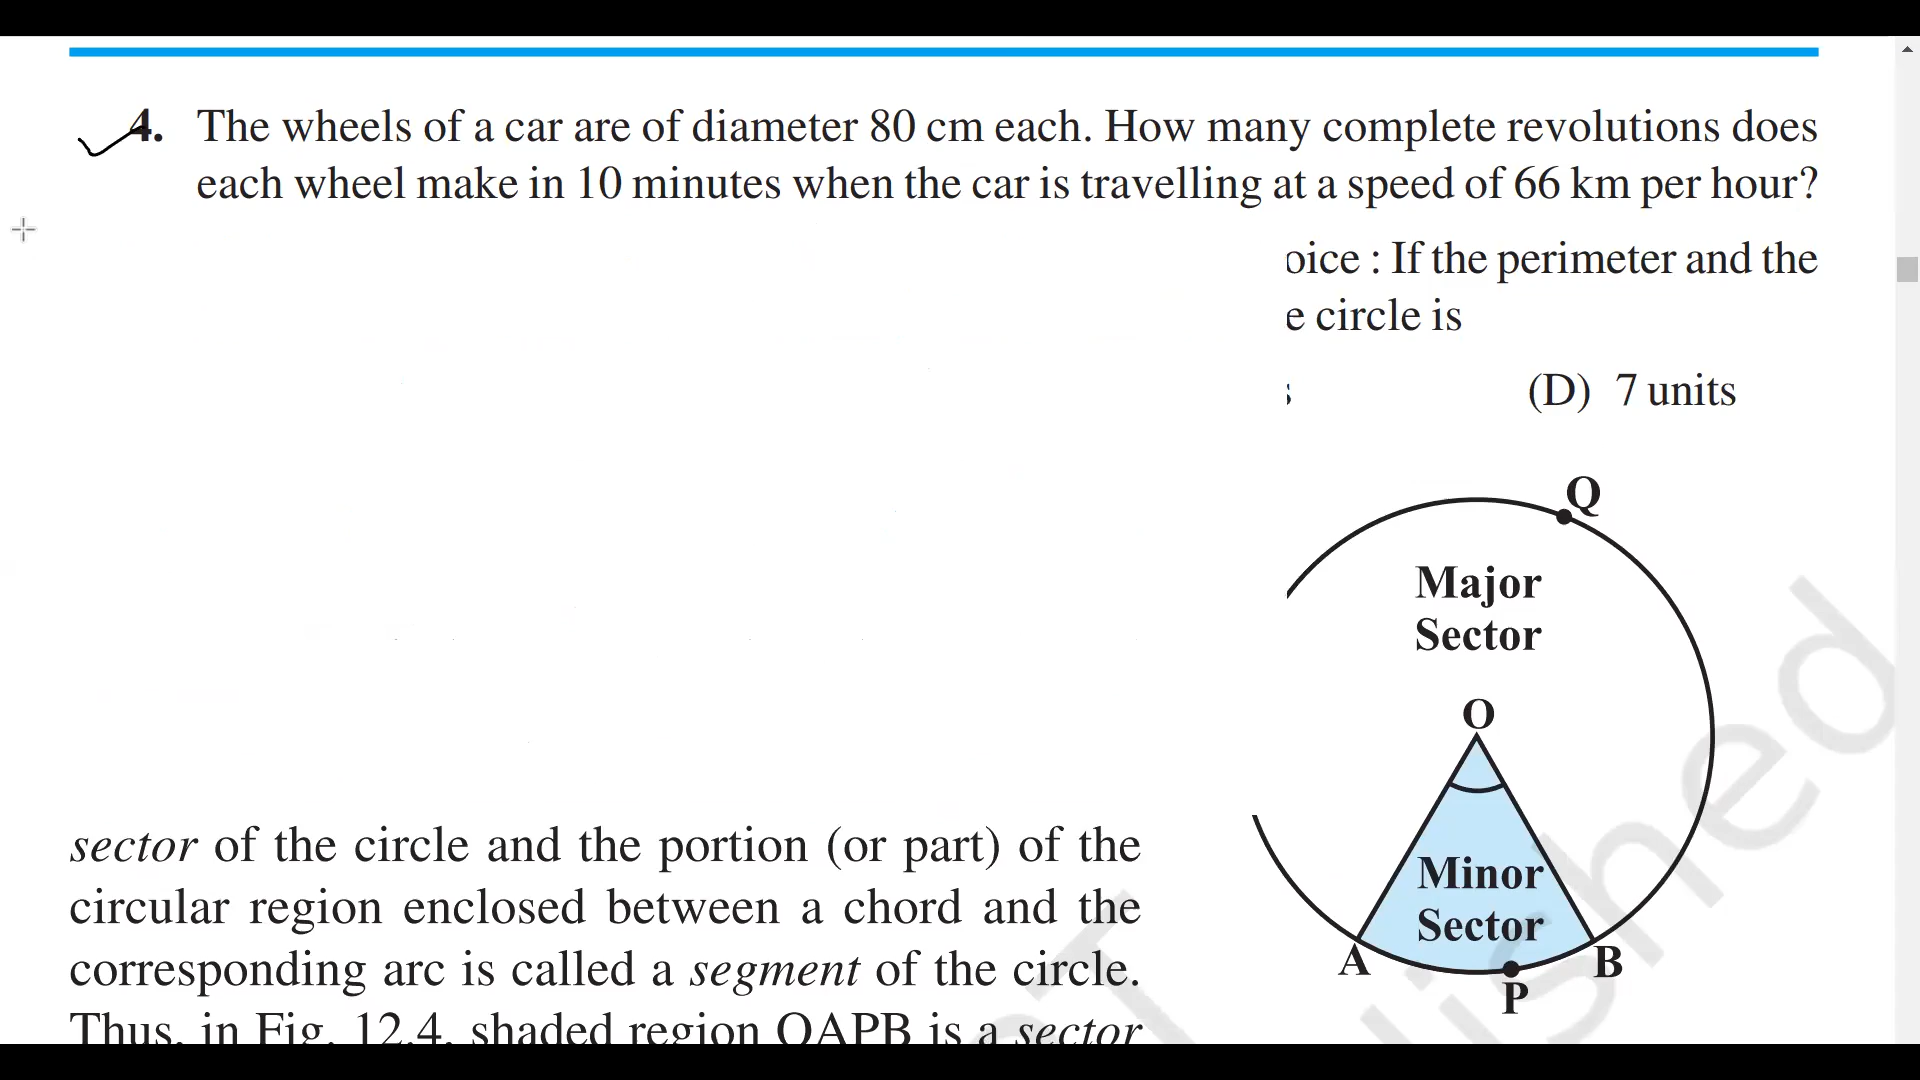 4. The wheels of a car are of diameter 80 cm each. How many complete revolutions does
each wheel make in 10 minutes when the car is travelling at a speed of 66 km per hour?
oice : If the perimeter and the
e circle is
(D) 7 units
Q
Major
Sector
O
Minor
Sector
A
B
P
sector of the circle and the portion (or part) of the
circular region enclosed between a chord and the
corresponding arc is called a segment of the circle.
Thus, in Fig. 12.4, shaded region OAPB is a sector